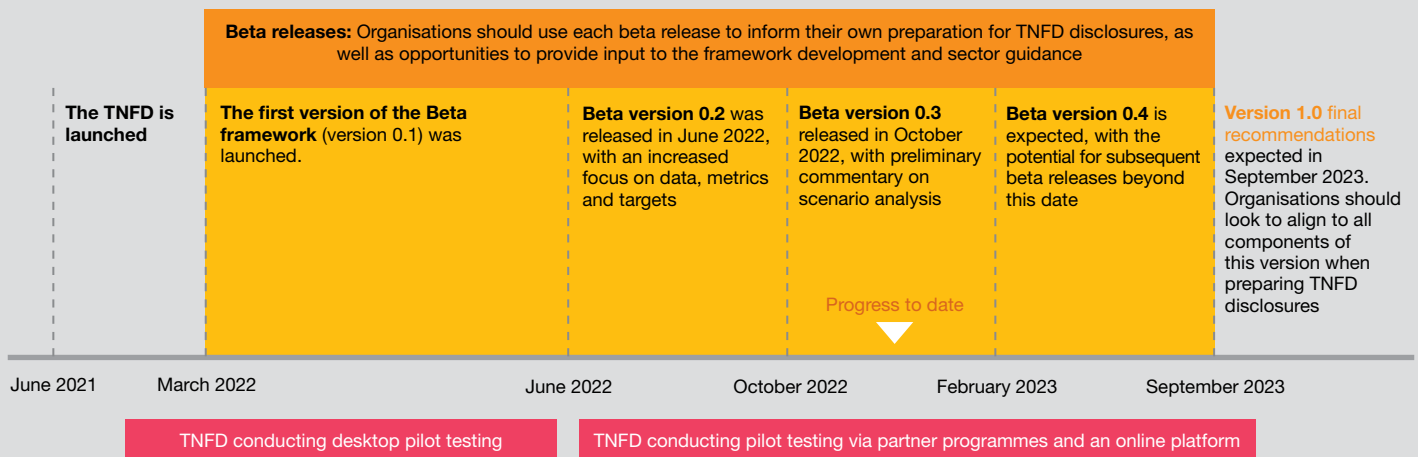 Beta releases: Organisations should use each beta release to inform their own preparation for TNFD disclosures, as
well as opportunities to provide input to the framework development and sector guidance
The TNFD is
launched
The first version of the Beta
framework (version 0.1) was
launched.
Beta version 0.2 was
released in June 2022,
with an increased
focus on data, metrics
and targets
Beta version 0.3
released in October
2022, with preliminary
commentary on
scenario analysis
Beta version 0.4 is
expected, with the
potential for subsequent
beta releases beyond
this date
Version 1.0 final
recommendations
expected in
September 2023.
Organisations should
look to align to all
components of
this version when
preparing TNFD
disclosures
Progress to date
June 2021
March 2022
June 2022
October 2022
February 2023
September 2023
TNFD conducting desktop pilot testing
TNFD conducting pilot testing via partner programmes and an online platform